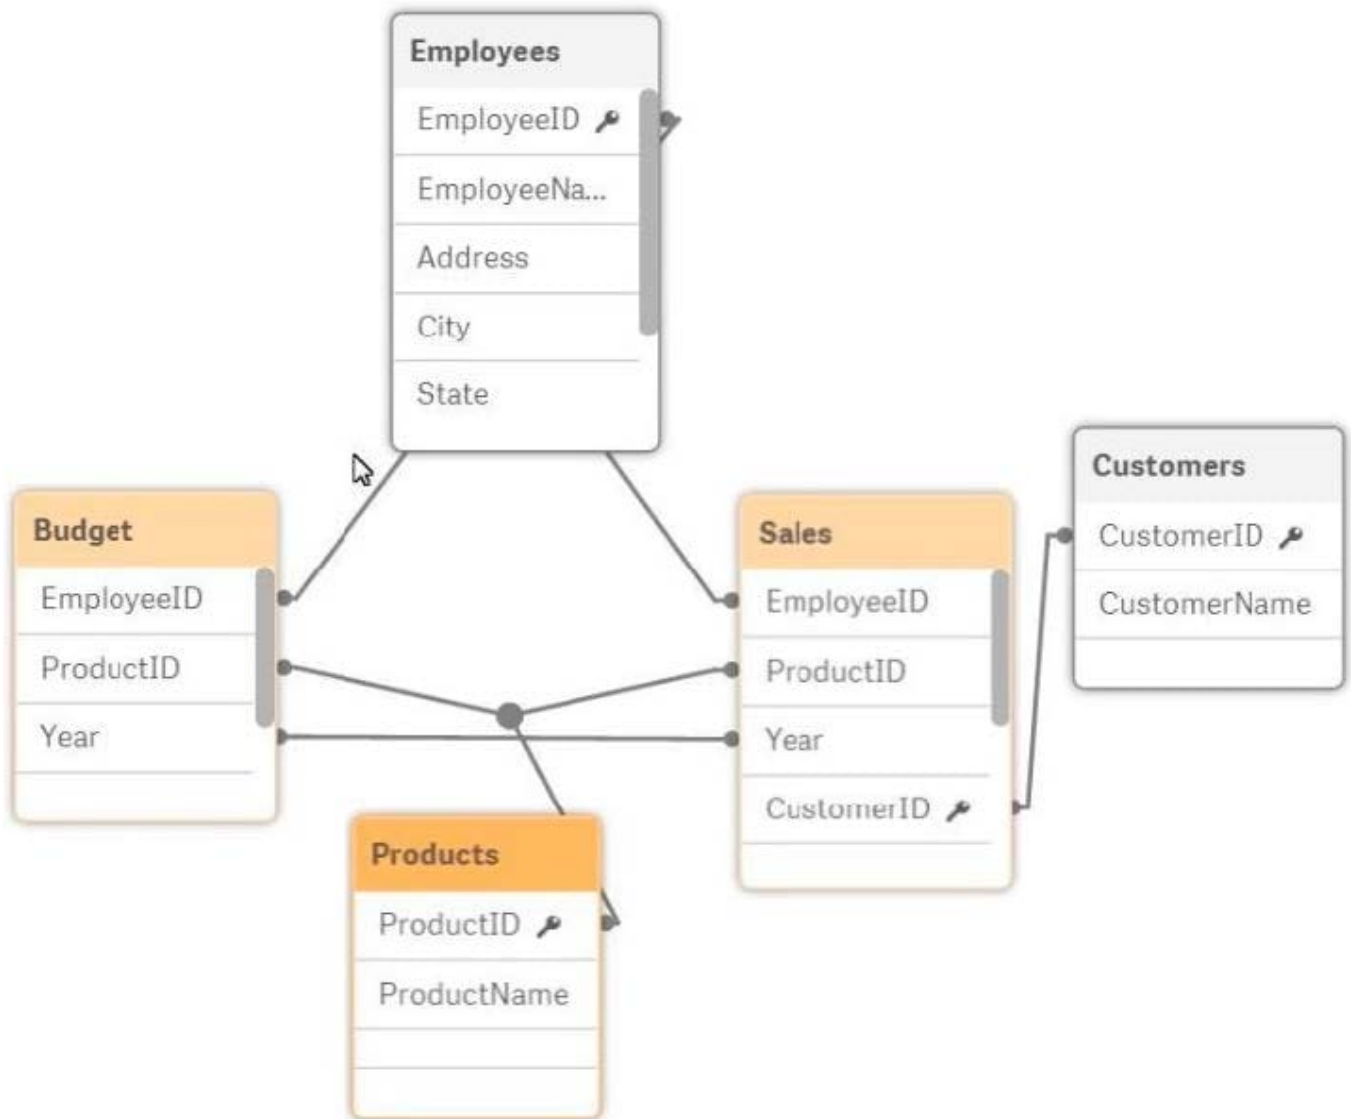 Employees
EmployeeID
EmployeeNa...
Address
City
State
Budget
EmployeeID
ProductID
Year
Sales
EmployeeID
ProductID
Year
CustomerID
Customers
CustomerID
CustomerName
Products
ProductID
ProductName